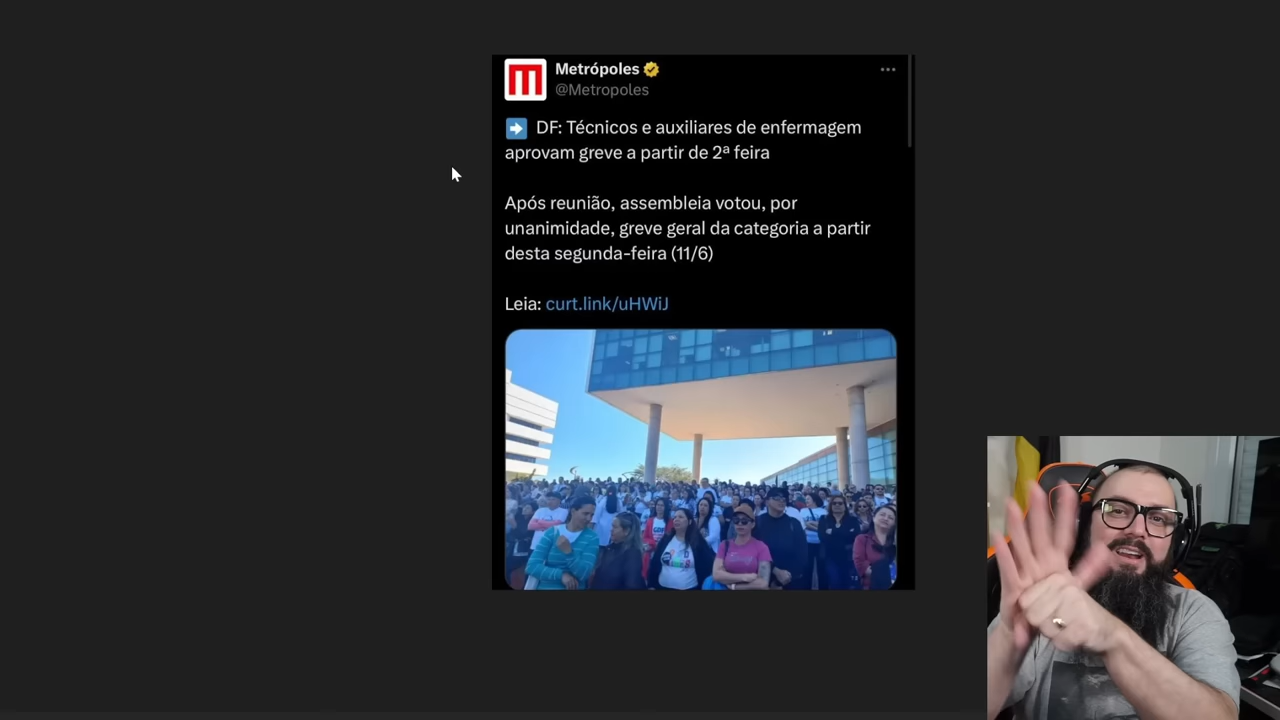 Metrópoles
@Metropoles
DF: Técnicos e auxiliares de enfermagem
aprovam greve a partir de 2ª feira
Após reunião, assembleia votou, por
unanimidade, greve geral da categoria a partir
desta segunda-feira (11/6)
Leia: curt.link/uHWiJ